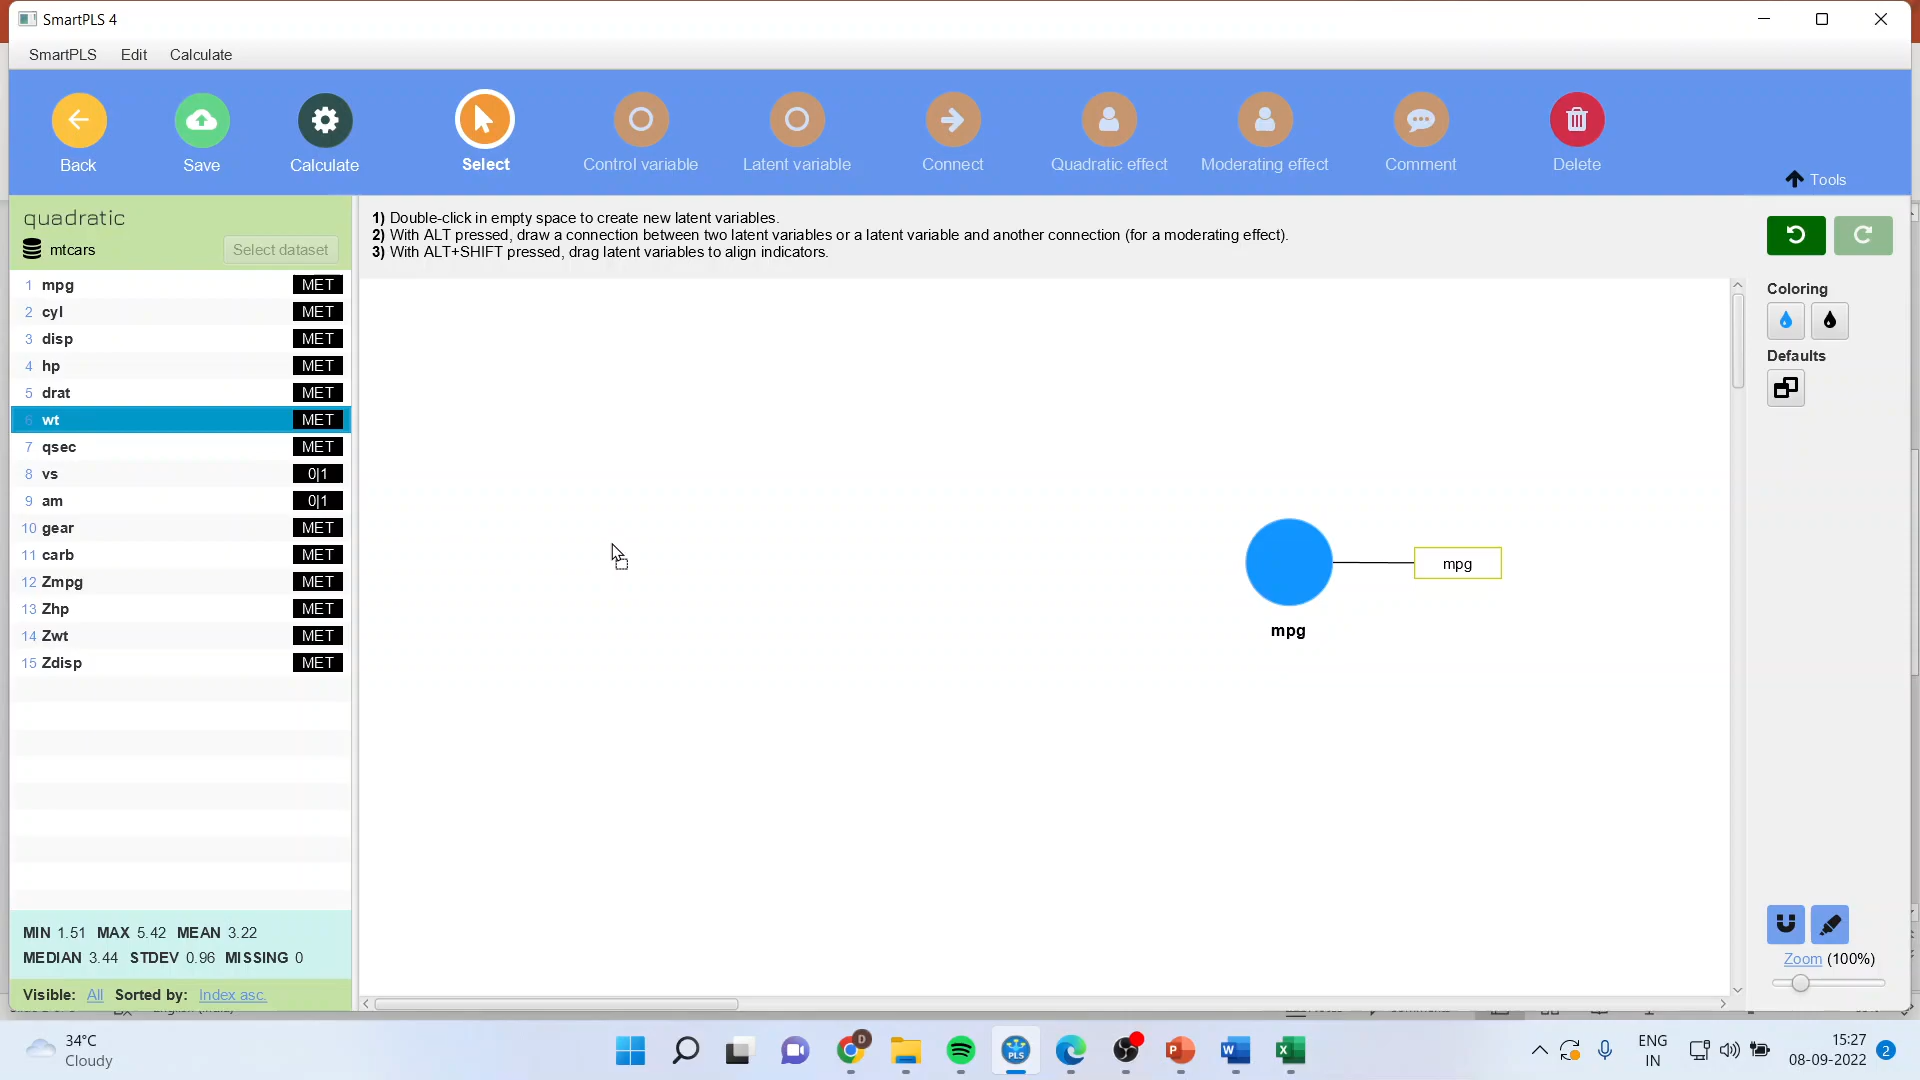 SmartPLS 4
SmartPLS Edit Calculate
Back Save Calculate Select Control variable Latent variable Connect Quadratic effect Moderating effect Comment Delete Tools
quadratic
mtcars Select dataset
1) Double-click in empty space to create new latent variables.
2) With ALT pressed, draw a connection between two latent variables or a latent variable and another connection (for a moderating effect).
3) With ALT+SHIFT pressed, drag latent variables to align indicators.
1 mpg MET
2 cyl MET
3 disp MET
4 hp MET
5 drat MET
6 wt MET
7 qsec MET
8 vs 0|1
9 am 0|1
10 gear MET
11 carb MET
12 Zmpg MET
13 Zhp MET
14 Zwt MET
15 Zdisp MET
MIN 1.51 MAX 5.42 MEAN 3.22
MEDIAN 3.44 STDEV 0.96 MISSING 0
Visible: All Sorted by: Index asc.
mpg
mpg
Coloring
Defaults
Zoom (100%)
34°C
Cloudy
D
PLS
P
W
X
ENG
IN
15:27
08-09-2022
2